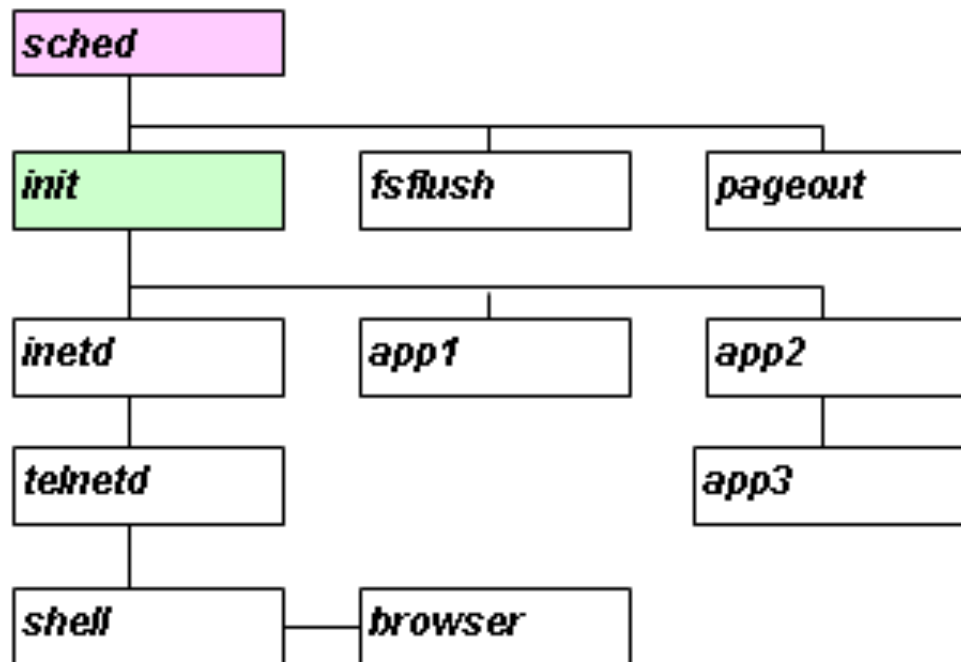 sched
init
fsflush
pageout
inetd
app1
app2
telnetd
app3
shell
browser